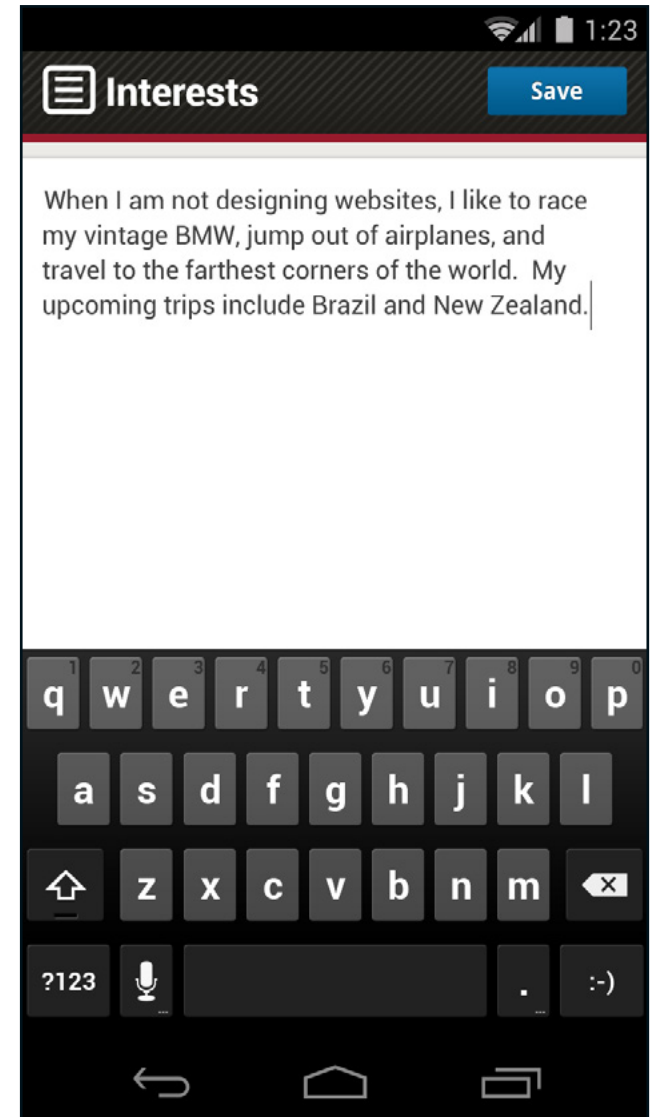 1:23
Interests
Save
When I am not designing websites, I like to race
my vintage BMW, jump out of airplanes, and
travel to the farthest corners of the world.  My
upcoming trips include Brazil and New Zealand.
1 2 3 4 5 6 7 8 9 0
q w e r t y u i o p
a s d f g h j k l
z x c v b n m
?123 . :-)